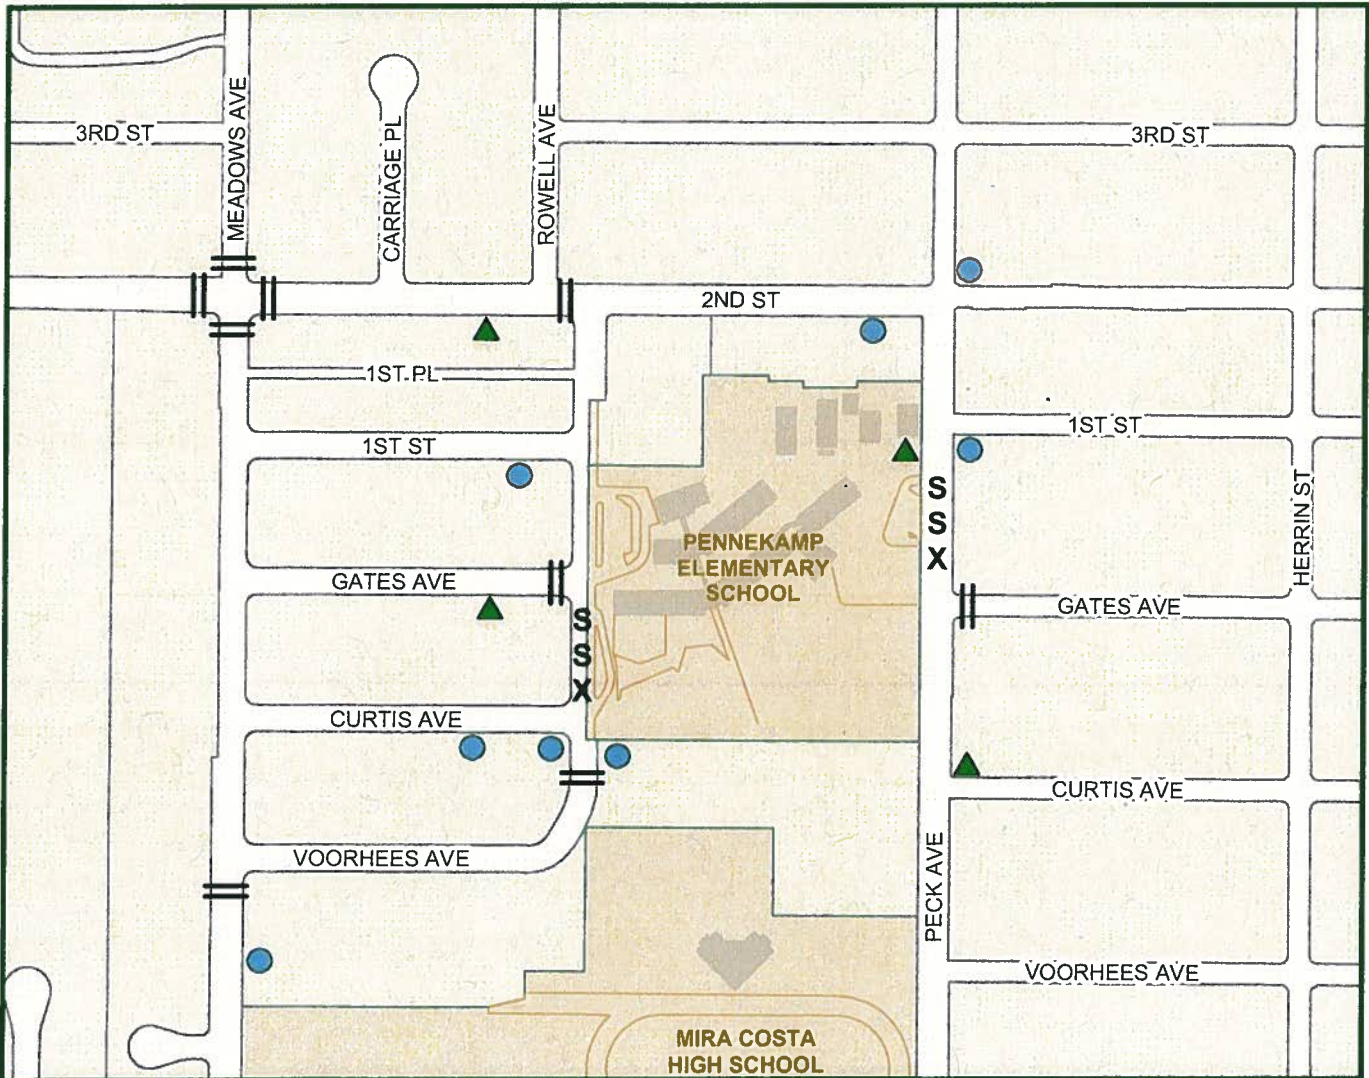 3RD ST
MEADOWS AVE
CARRIAGE PL
ROWELL AVE
3RD ST
2ND ST
1ST PL
1ST ST
1ST ST
HERRIN ST
S
S
X
PENNEKAMP
ELEMENTARY
SCHOOL
GATES AVE
GATES AVE
S
S
X
CURTIS AVE
CURTIS AVE
VOORHEES AVE
PECK AVE
VOORHEES AVE
MIRA COSTA
HIGH SCHOOL